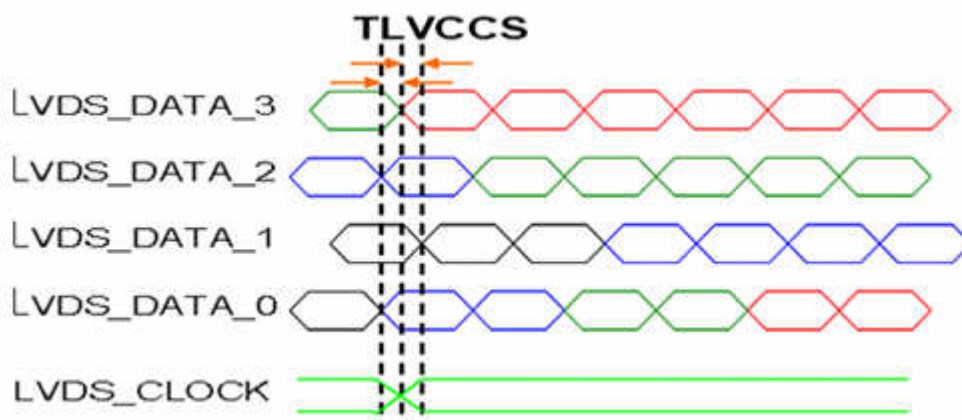 TLVCCS
LVDS_DATA_3
LVDS_DATA_2
LVDS_DATA_1
LVDS_DATA_0
LVDS_CLOCK